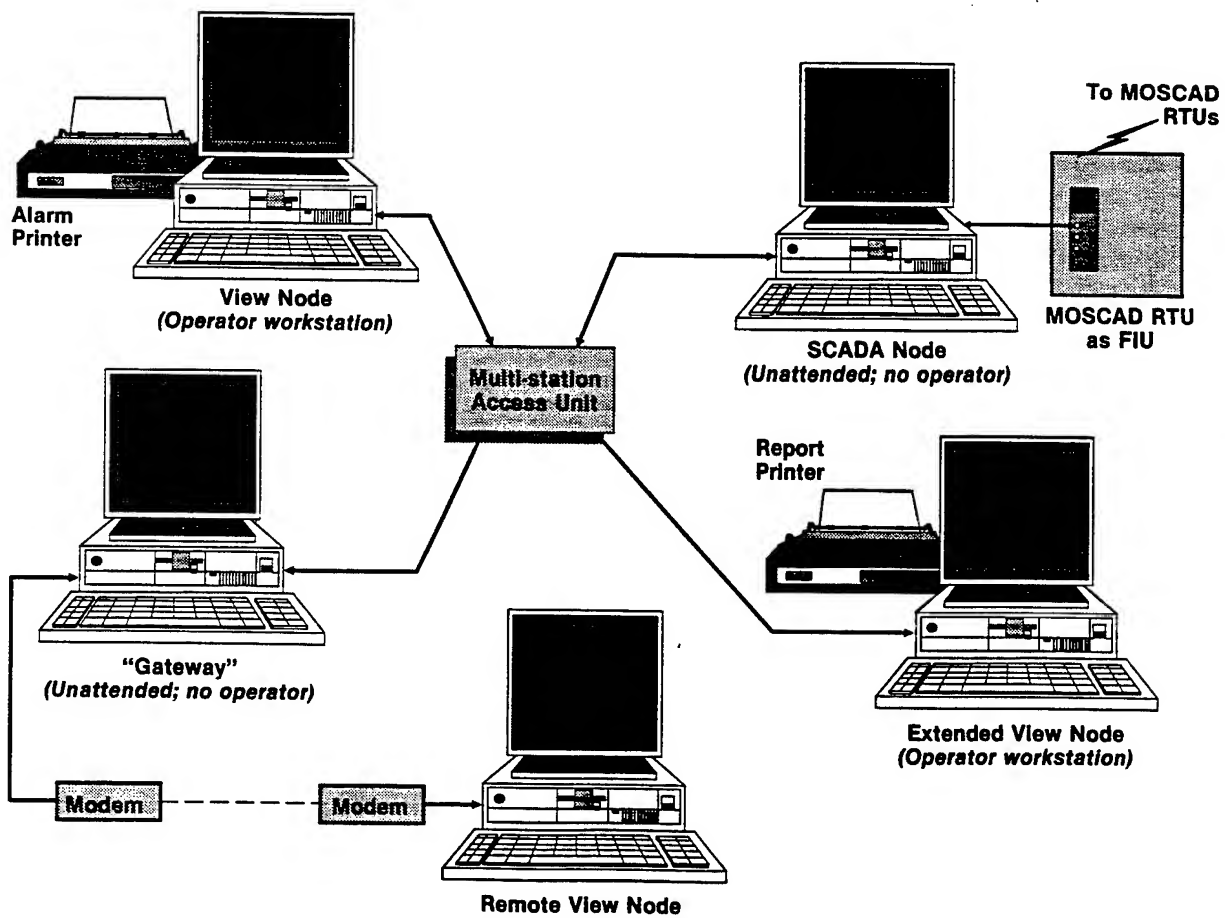 To MOSCAD
RTUs
Alarm
Printer
View Node
(Operator workstation)
MOSCAD RTU
as FIU
SCADA Node
(Unattended; no operator)
Multi-station
Access Unit
Report
Printer
"Gateway"
(Unattended; no operator)
Extended View Node
(Operator workstation)
Modem
Modem
Remote View Node